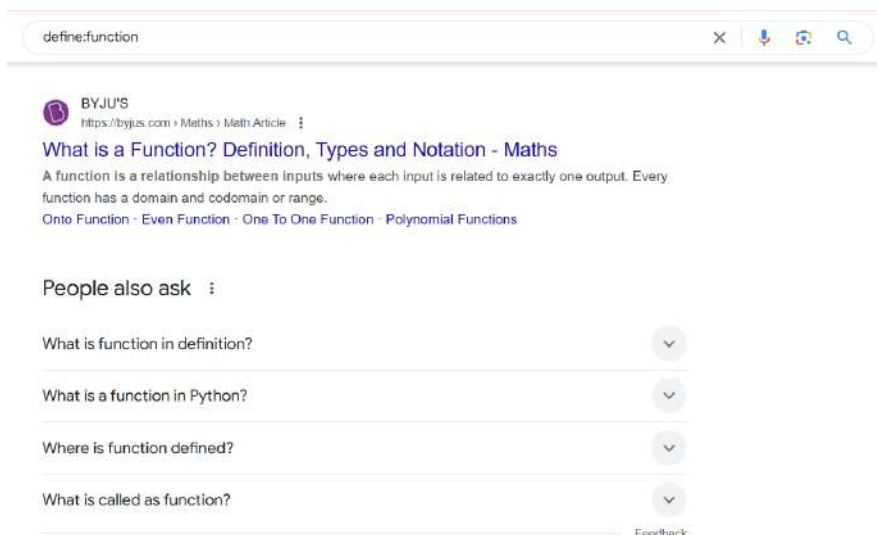 define:function
BYJU'S
https://byjus.com › Maths › Math Article
What is a Function? Definition, Types and Notation - Maths
A function is a relationship between inputs where each input is related to exactly one output. Every
function has a domain and codomain or range.
Onto Function · Even Function · One To One Function · Polynomial Functions
People also ask
What is function in definition?
What is a function in Python?
Where is function defined?
What is called as function?
Feedback